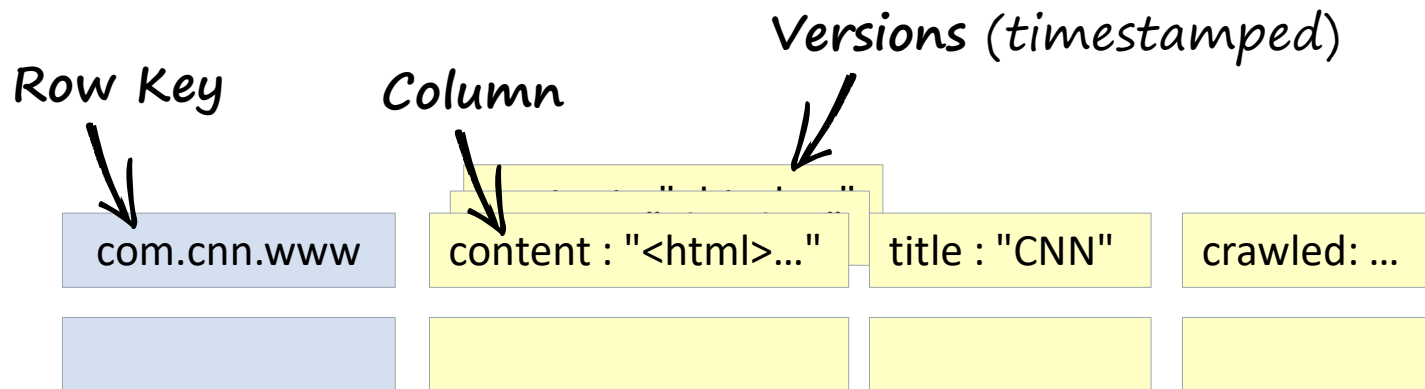 Versions (timestamped)
Row Key
Column
com.cnn.www
content : "<html>…"
title : "CNN"
crawled: …